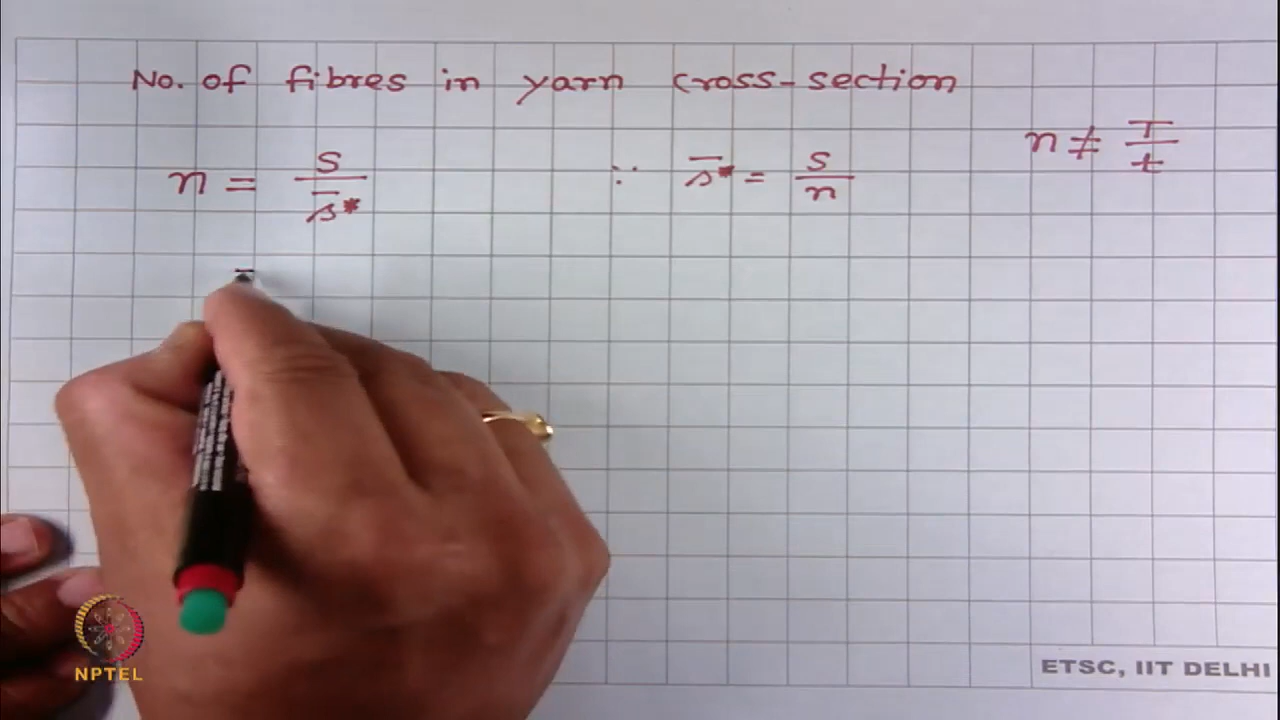 No. of fibres in yarn cross-section
n ≠ T/t
n = S/s̄* ∵ s̄* = S/n
NPTEL
ETSC, IIT DELHI